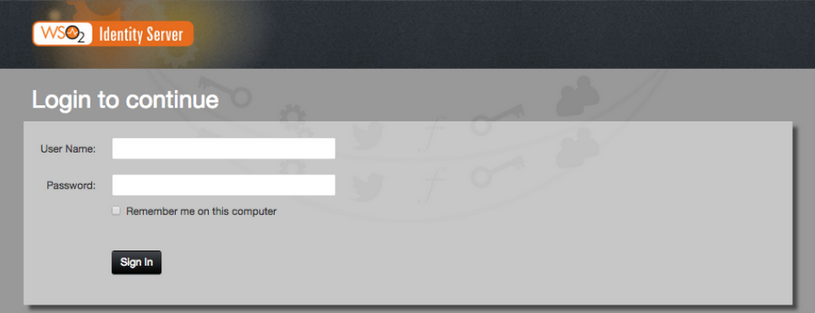 WSO2 Identity Server
Login to continue
User Name:
Password:
Remember me on this computer
Sign In